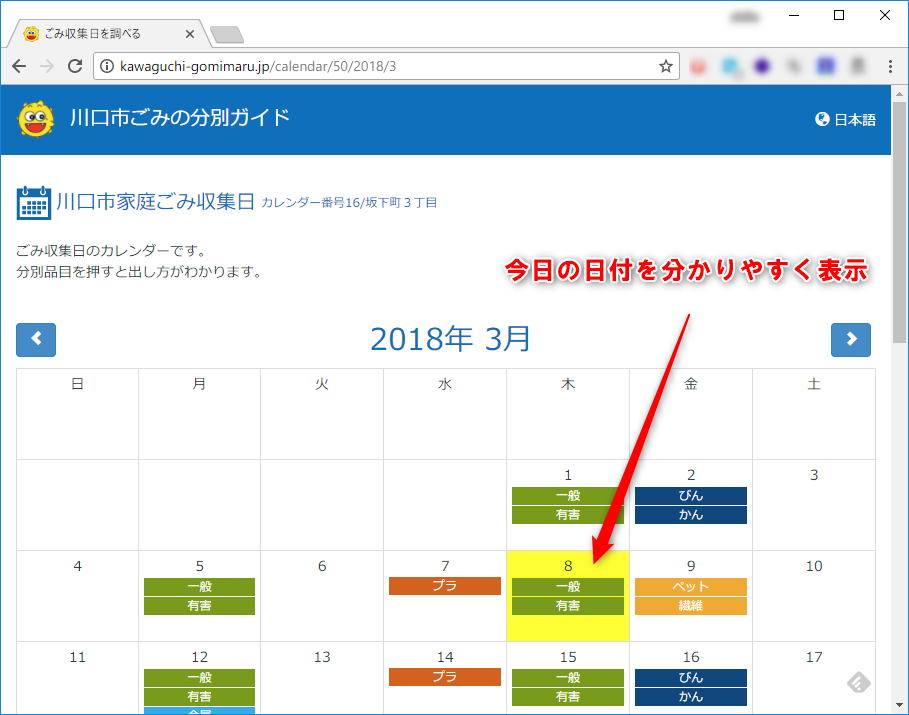 ごみ収集日を調べる
kawaguchi-gomimaru.jp/calendar/50/2018/3
川口市ごみの分別ガイド
日本語
川口市家庭ごみ収集日 カレンダー番号16/坂下町３丁目
ごみ収集日のカレンダーです。
分別品目を押すと出し方がわかります。
今日の日付を分かりやすく表示
2018年 3月
日 月 火 水 木 金 土
1 2 3
一般 びん
有害 かん
4 5 6 7 8 9 10
一般 プラ 一般 ペット
有害 有害 繊維
11 12 13 14 15 16 17
一般 プラ 一般 びん
有害 有害 かん
金属